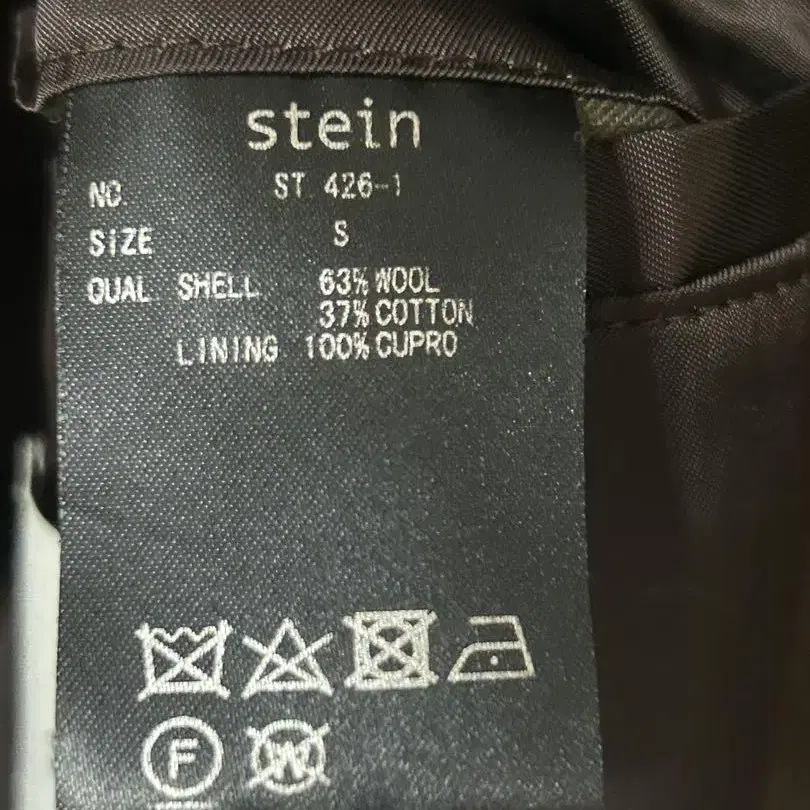 stein
NO. ST.426-1
SIZE S
QUAL SHELL 63% WOOL
37% COTTON
LINING 100% CUPRO
F W